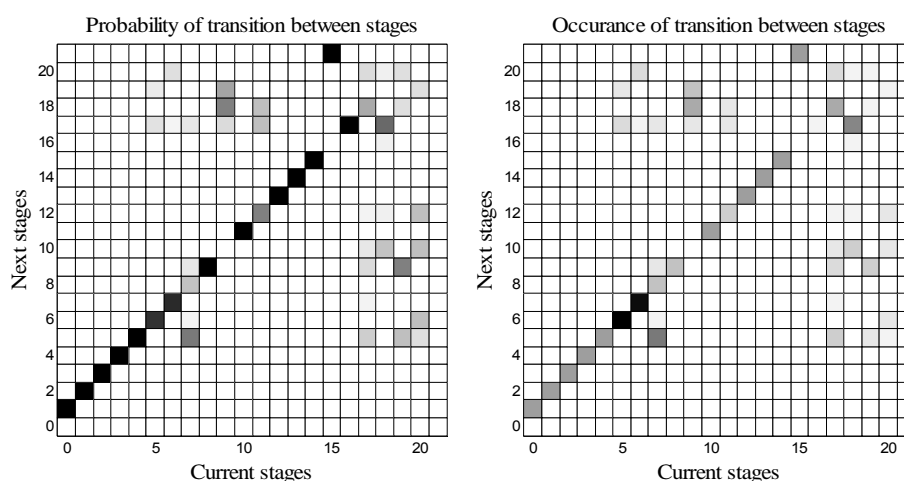 Probability of transition between stages
Next stages
20
18
16
14
12
10
8
6
4
2
0
0 5 10 15 20
Current stages
Occurance of transition between stages
Next stages
20
18
16
14
12
10
8
6
4
2
0
0 5 10 15 20
Current stages